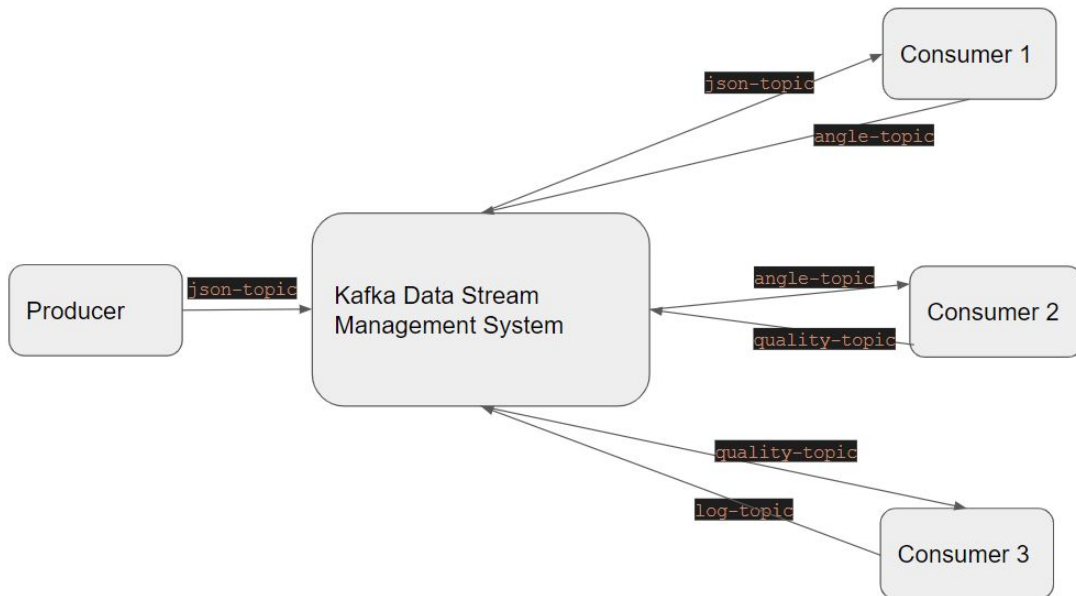 Consumer 1
json-topic
angle-topic
Producer
json-topic
Kafka Data Stream
Management System
angle-topic
Consumer 2
quality-topic
quality-topic
log-topic
Consumer 3